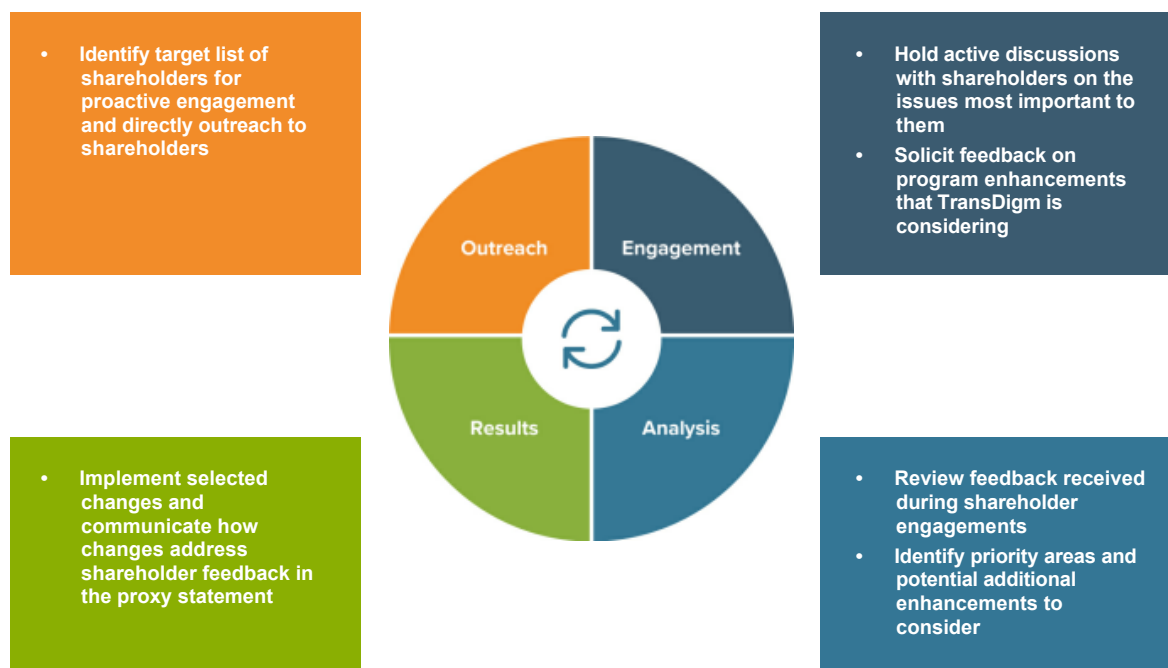 • Identify target list of
shareholders for
proactive engagement
and directly outreach to
shareholders
• Hold active discussions
with shareholders on the
issues most important to
them
• Solicit feedback on
program enhancements
that TransDigm is
considering
Outreach
Engagement
Results
Analysis
• Implement selected
changes and
communicate how
changes address
shareholder feedback in
the proxy statement
• Review feedback received
during shareholder
engagements
• Identify priority areas and
potential additional
enhancements to
consider